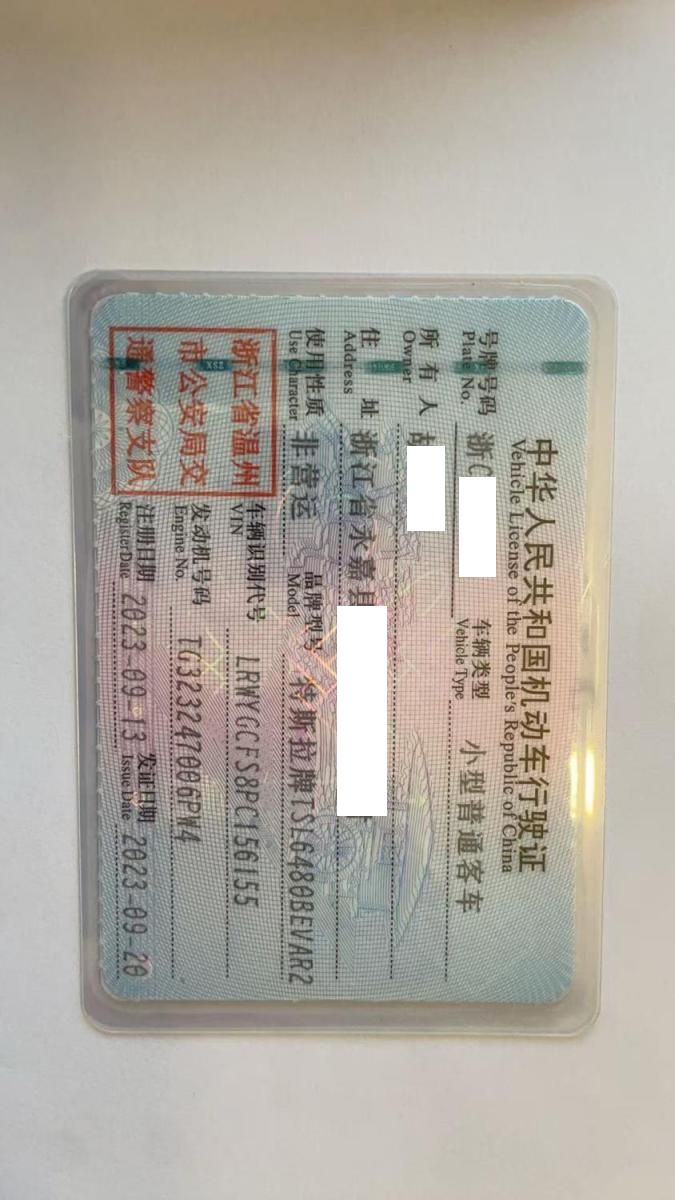 中华人民共和国机动车行驶证
Vehicle License of the People's Republic of China
号牌号码 浙C 车辆类型 小型普通客车
Plate No. Vehicle Type
所有人 胡
Owner
住址 浙江省永嘉县
Address
使用性质 非营运 品牌型号 特斯拉牌TSL6480BEVAR2
Use Character Model
浙江省温州
市公安局交
通警察支队
车辆识别代号 LRWYGCFS8PC156155
VIN
发动机号码 TG323247006PW4
Engine No.
注册日期 2023-09-13 发证日期 2023-09-20
Register Date Issue Date